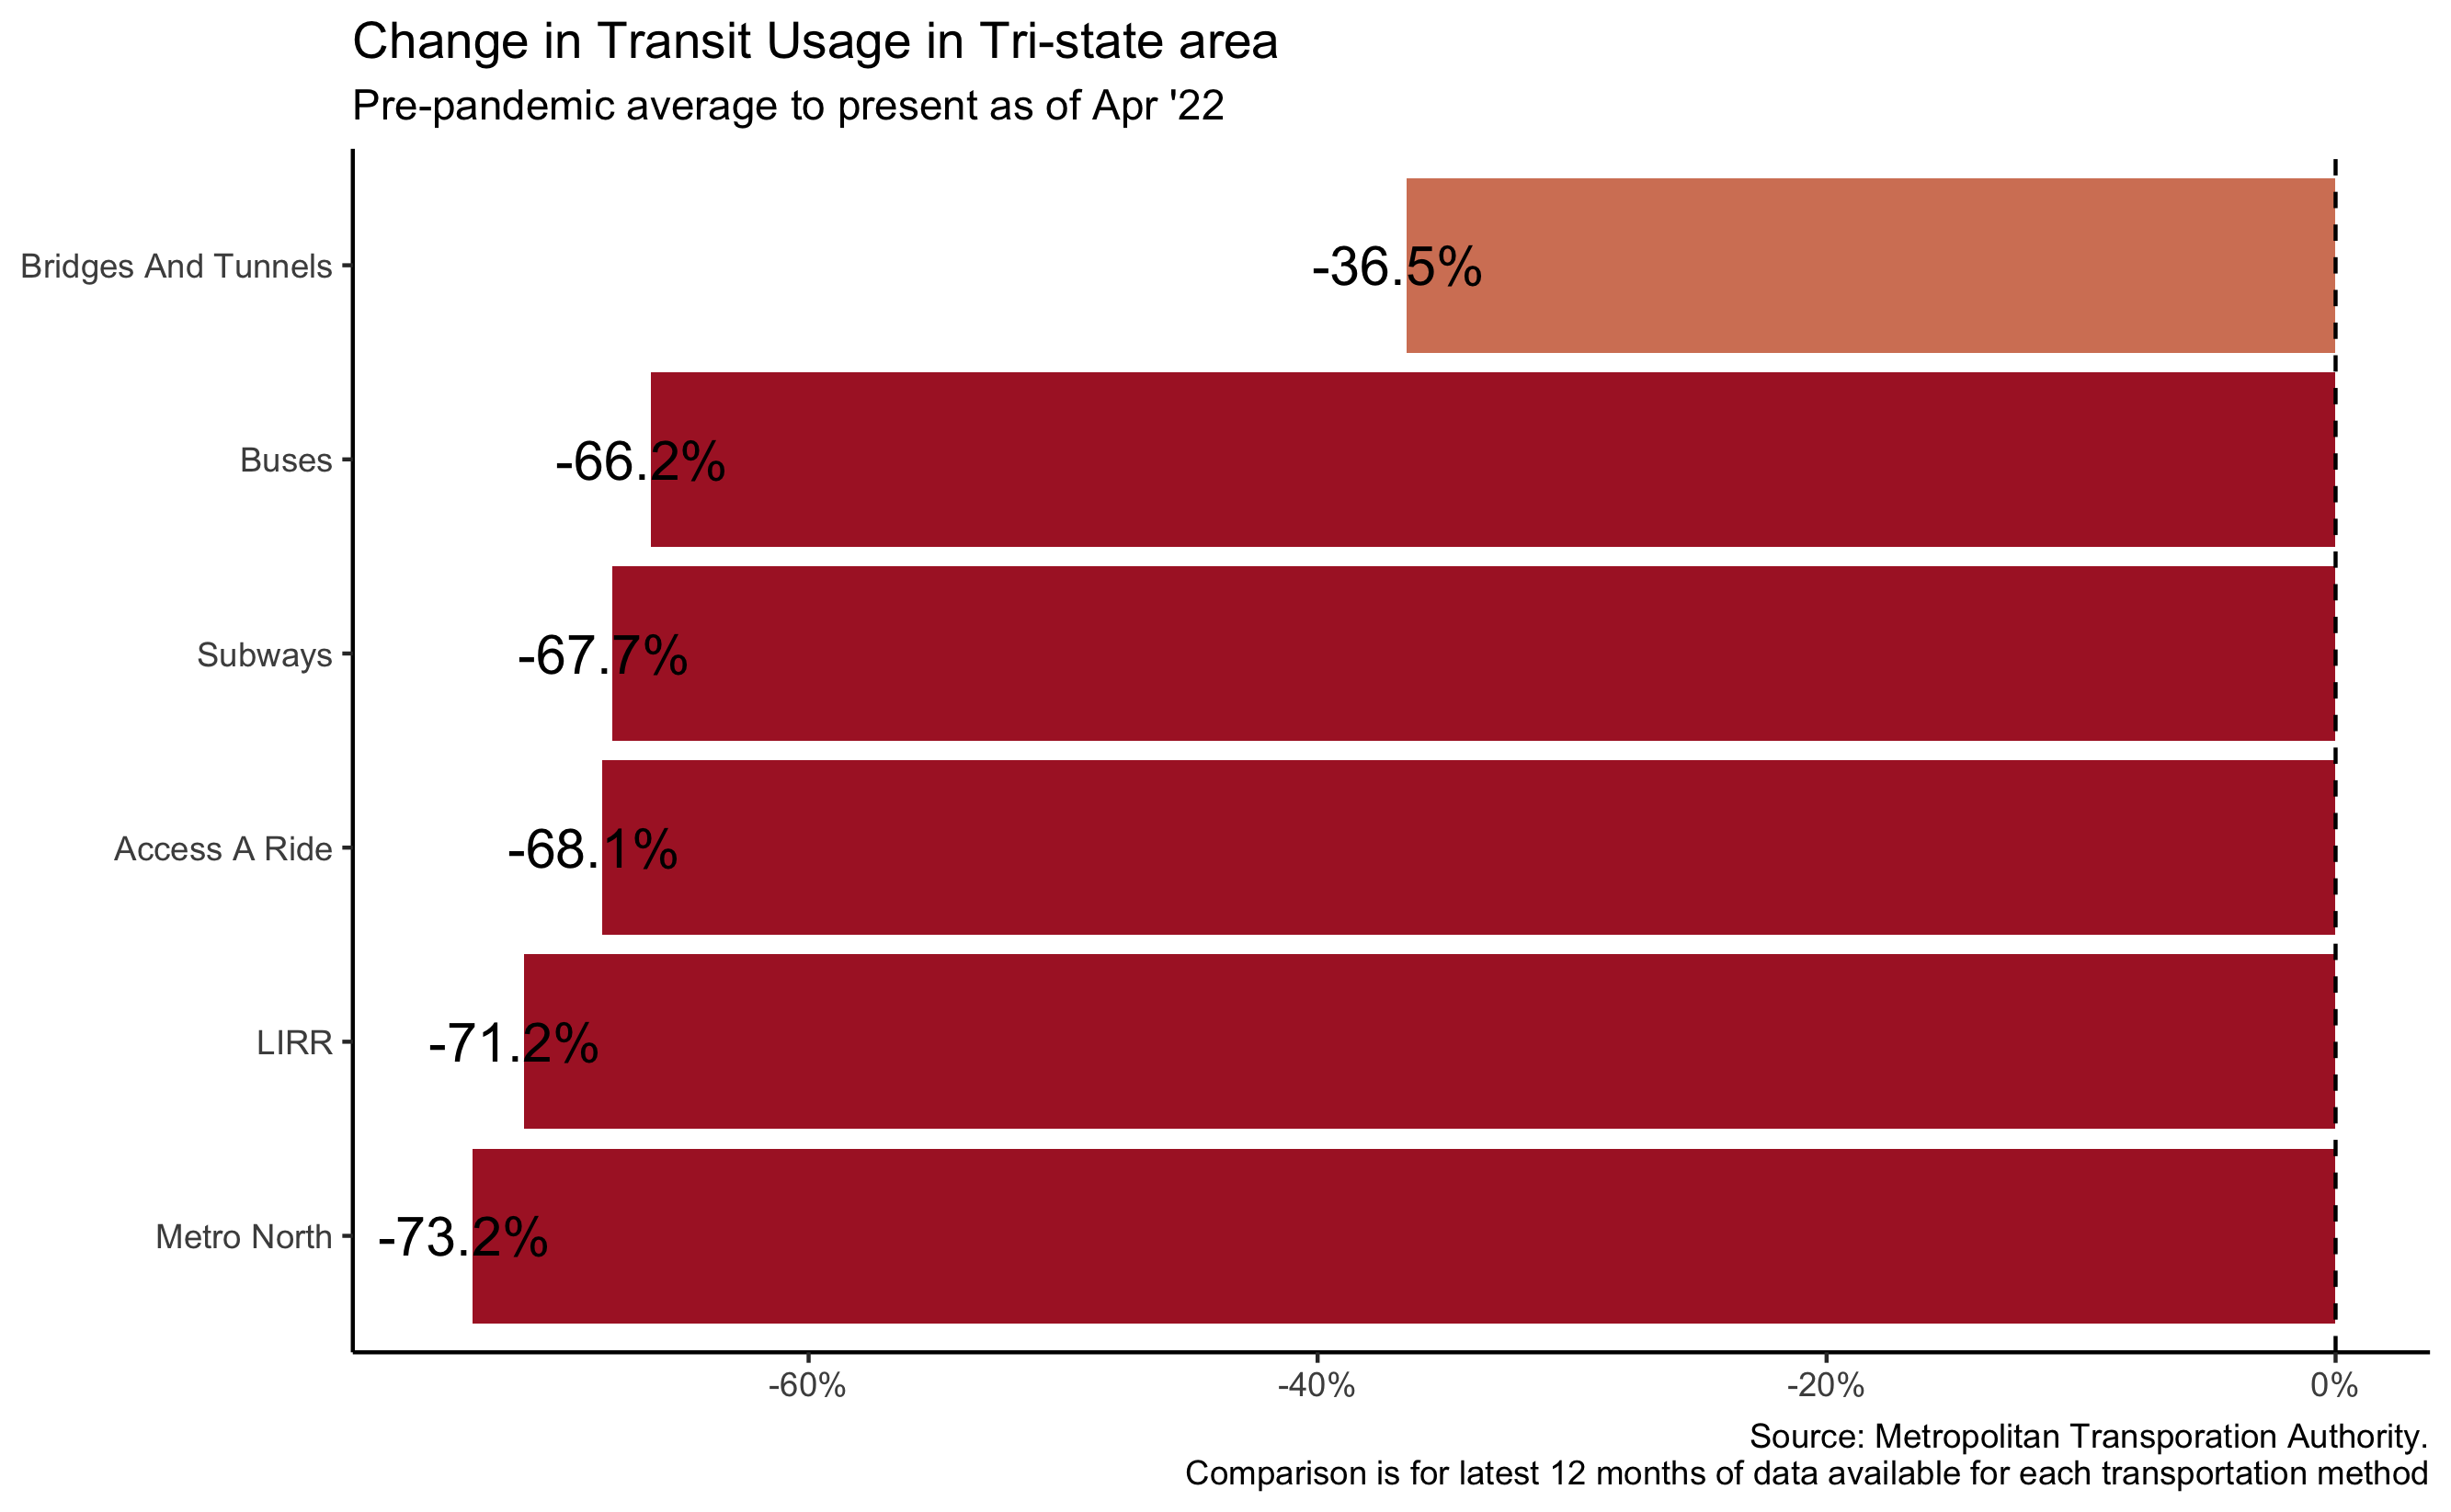 Change in Transit Usage in Tri-state area
Pre-pandemic average to present as of Apr '22
Bridges And Tunnels
-36.5%
Buses
-66.2%
Subways
-67.7%
Access A Ride
-68.1%
LIRR
-71.2%
Metro North
-73.2%
-60%
-40%
-20%
0%
Source: Metropolitan Transporation Authority.
Comparison is for latest 12 months of data available for each transportation method